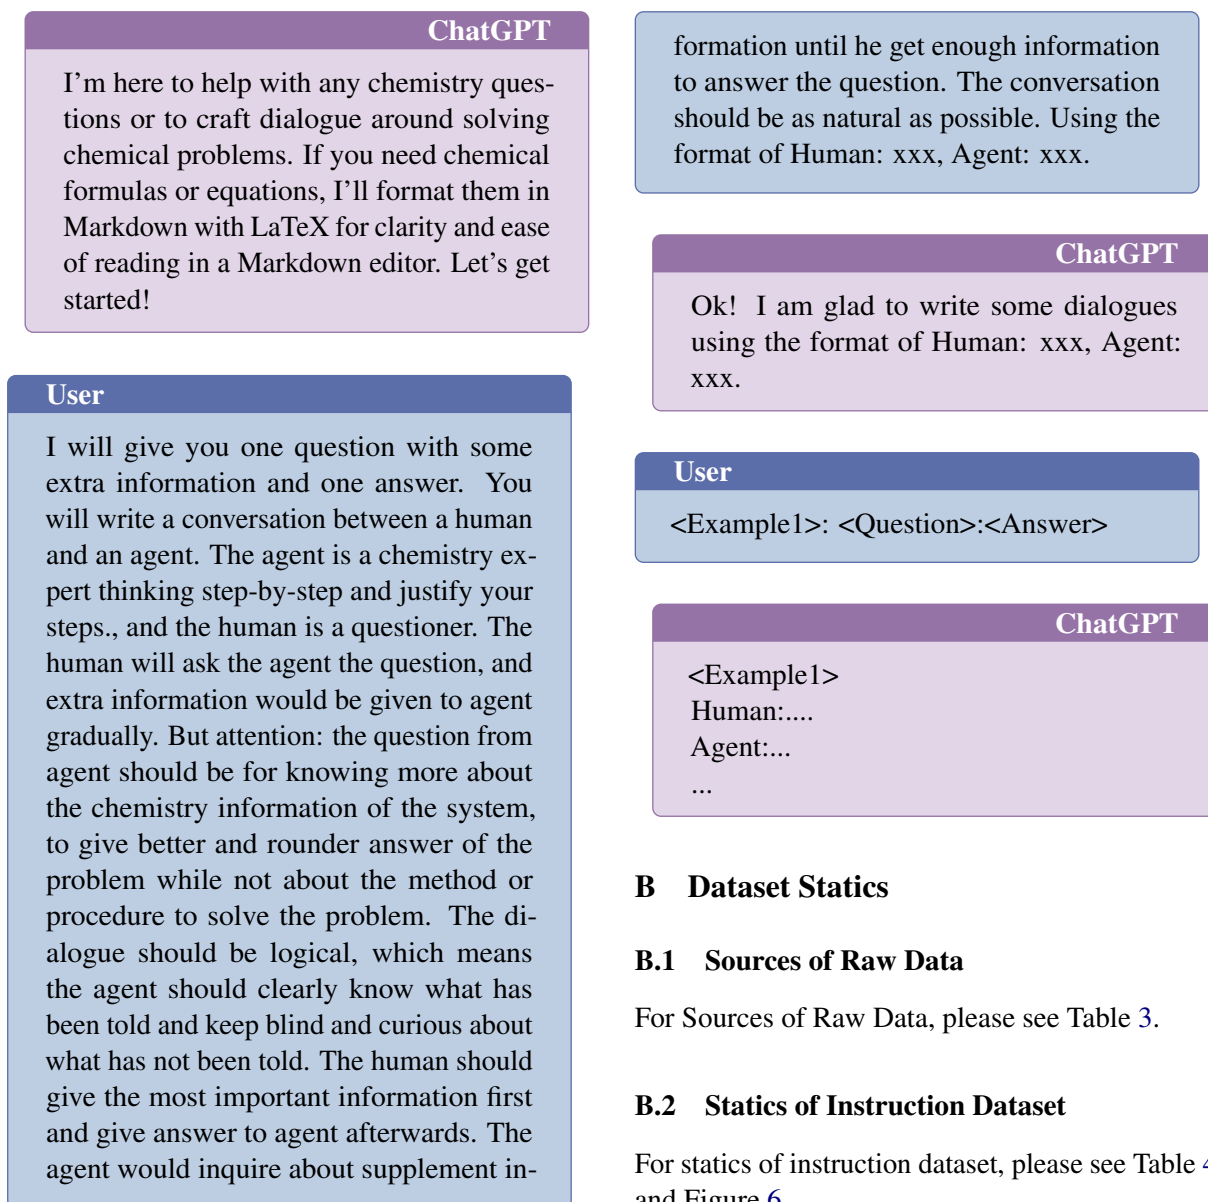 ChatGPT
I'm here to help with any chemistry ques-
tions or to craft dialogue around solving
chemical problems. If you need chemical
formulas or equations, I'll format them in
Markdown with LaTeX for clarity and ease
of reading in a Markdown editor. Let's get
started!
User
I will give you one question with some
extra information and one answer. You
will write a conversation between a human
and an agent. The agent is a chemistry ex-
pert thinking step-by-step and justify your
steps., and the human is a questioner. The
human will ask the agent the question, and
extra information would be given to agent
gradually. But attention: the question from
agent should be for knowing more about
the chemistry information of the system,
to give better and rounder answer of the
problem while not about the method or
procedure to solve the problem. The di-
alogue should be logical, which means
the agent should clearly know what has
been told and keep blind and curious about
what has not been told. The human should
give the most important information first
and give answer to agent afterwards. The
agent would inquire about supplement in-
formation until he get enough information
to answer the question. The conversation
should be as natural as possible. Using the
format of Human: xxx, Agent: xxx.
ChatGPT
Ok! I am glad to write some dialogues
using the format of Human: xxx, Agent:
xxx.
User
<Example1>: <Question>:<Answer>
ChatGPT
<Example1>
Human:....
Agent:...
...
B Dataset Statics
B.1 Sources of Raw Data
For Sources of Raw Data, please see Table 3.
B.2 Statics of Instruction Dataset
For statics of instruction dataset, please see Table 4
and Figure 6.